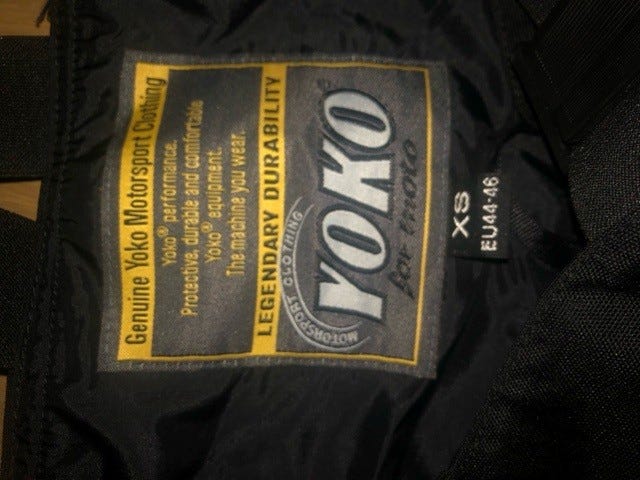 Genuine Yoko Motorsport Clothing
Yoko® performance.
Protective, durable and comfortable
Yoko® equipment.
The machine you wear.
LEGENDARY DURABILITY
YOKO®
for moto
MOTORSPORT CLOTHING
XS
EU44-46